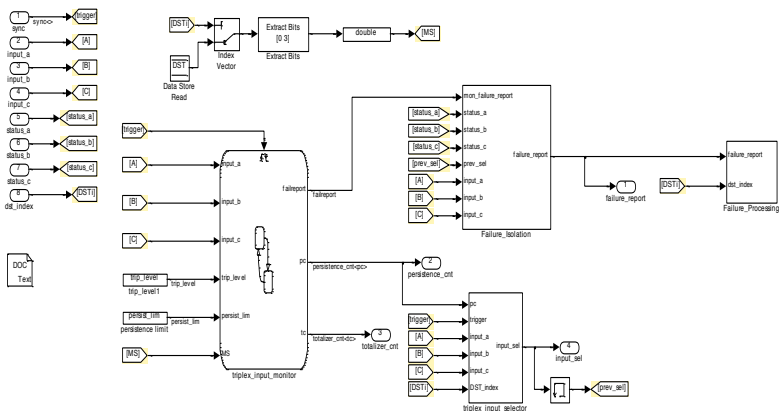 1
sync
sync<>
[trigger]
2
input_a
[A]
3
input_b
[B]
4
input_c
[C]
5
status_a
[status_a]
6
status_b
[status_b]
7
status_c
[status_c]
8
dst_index
[DSTi]
DOC
Text
[DSTi]
DST
Data Store
Read
Index
Vector
Extract Bits
[0 3]
Extract Bits
double
[MS]
[trigger]
[A]
[B]
[C]
trip_level
trip_level
trip_level1
persist_lim
persist_lim
persistence limit
[MS]
input_a
input_b
input_c
trip_level
persist_lim
MS
failreport
pc
tc
triplex_input_monitor
failreport
persistence_cnt<pc>
totalizer_cnt<tc>
2
persistence_cnt
3
totalizer_cnt
[status_a]
[status_b]
[status_c]
[prev_sel]
[A]
[B]
[C]
mon_failure_report
status_a
status_b
status_c
prev_sel
input_a
input_b
input_c
failure_report
Failure_Isolation
1
failure_report
[DSTi]
failure_report
dst_index
Failure_Processing
[trigger]
[A]
[B]
[C]
[DSTi]
pc
trigger
input_a
input_b
input_c
DST_index
input_sel
triplex_input_selector
4
input_sel
[prev_sel]